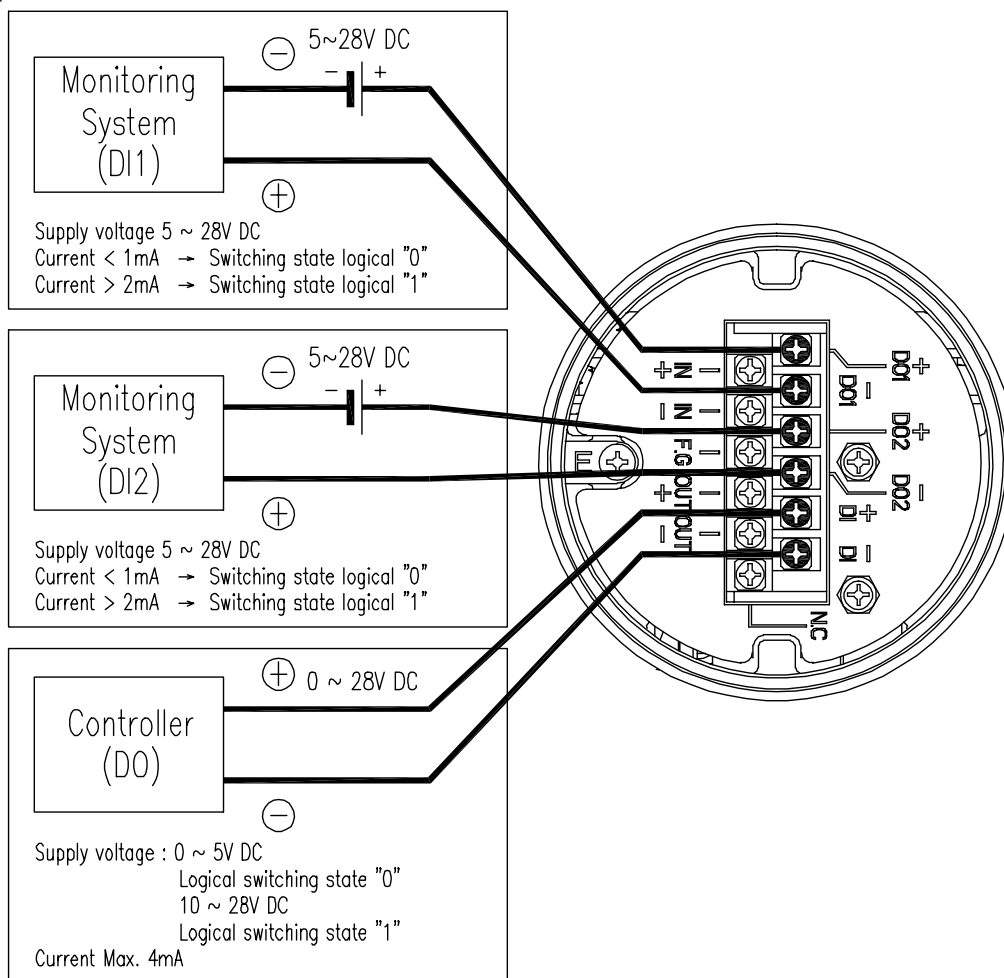 5~28V DC
⊖
− +
Monitoring
System
(DI1)
⊕
Supply voltage 5 ~ 28V DC
Current < 1mA → Switching state logical "0"
Current > 2mA → Switching state logical "1"
5~28V DC
⊖
− +
Monitoring
System
(DI2)
⊕
Supply voltage 5 ~ 28V DC
Current < 1mA → Switching state logical "0"
Current > 2mA → Switching state logical "1"
⊕ 0 ~ 28V DC
Controller
(DO)
⊖
Supply voltage : 0 ~ 5V DC
Logical switching state "0"
10 ~ 28V DC
Logical switching state "1"
Current Max. 4mA
+ IN
− IN
F.G
+ OUT
− OUT
E
DO1 +
DO1 −
DO2 +
DO2 −
DI +
DI −
N.C